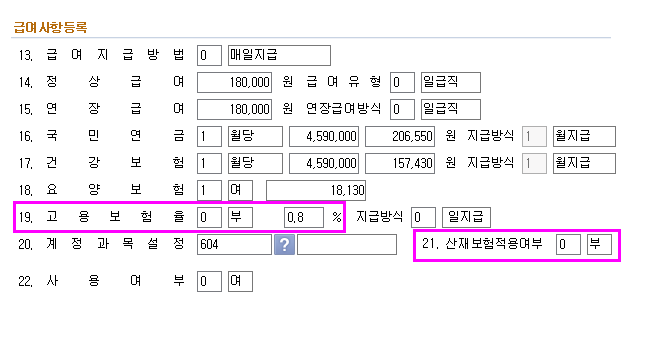 급여사항등록
13. 급 여 지 급 방 법 0 매일지급
14. 정 상 급 여 180,000 원 급 여 유 형 0 일급직
15. 연 장 급 여 180,000 원 연장급여방식 0 일급직
16. 국 민 연 금 1 월당 4,590,000 206,550 원 지급방식 1 월지급
17. 건 강 보 험 1 월당 4,590,000 157,430 원 지급방식 1 월지급
18. 요 양 보 험 1 여 18,130
19. 고 용 보 험 율 0 부 0.8 % 지급방식 0 일지급
20. 계 정 과 목 설 정 604 ? 21. 산재보험적용여부 0 부
22. 사 용 여 부 0 여